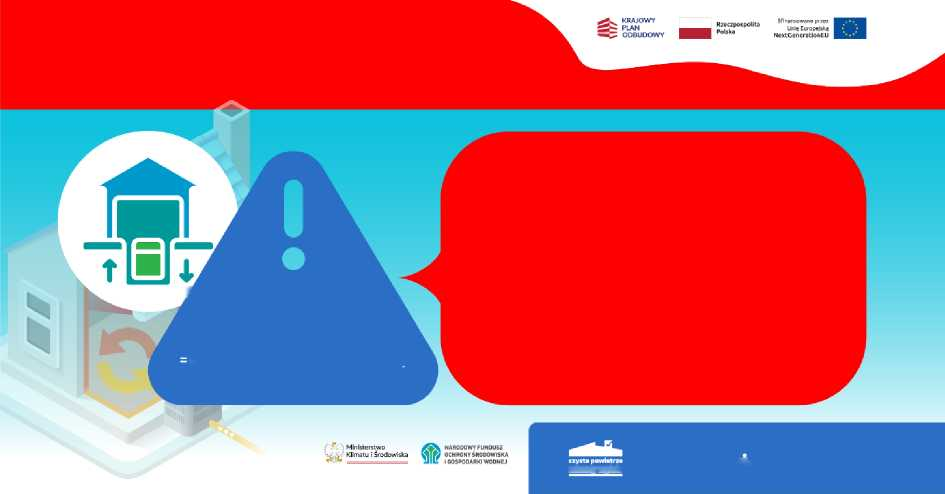 KRAJOWY
PLAN
ODBUDOWY
Rzeczpospolita
Polska
Sfinansowane przez
Unię Europejską
NextGenerationEU
Ministerstwo
Klimatu i Środowiska
NARODOWY FUNDUSZ
OCHRONY ŚRODOWISKA
I GOSPODARKI WODNEJ
czyste powietrze